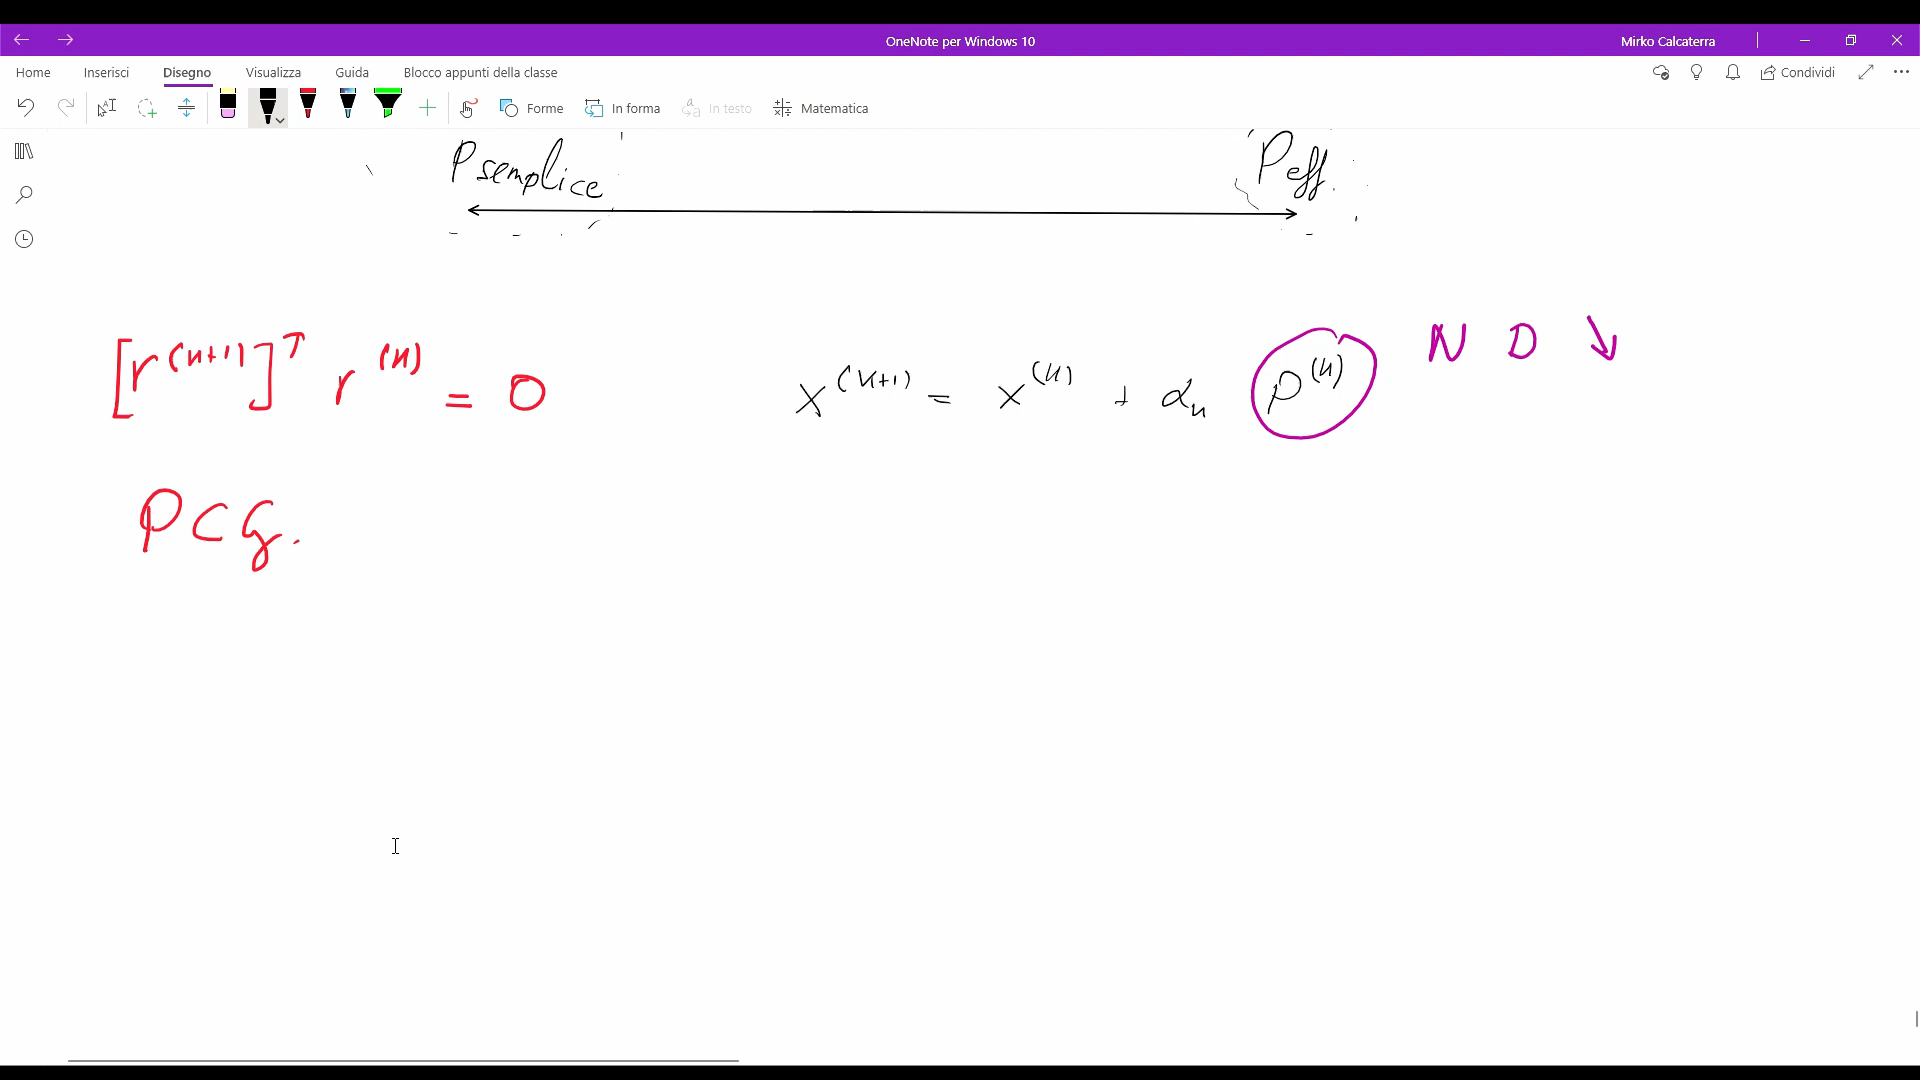 OneNote per Windows 10
Mirko Calcaterra
Home Inserisci Disegno Visualizza Guida Blocco appunti della classe
Condividi
Forme In forma In testo Matematica
P semplice P eff.
[r^(k+1)]^T r^(k) = 0
x^(k+1) = x^(k) + α_k p^(k) N D ↓
PCG.